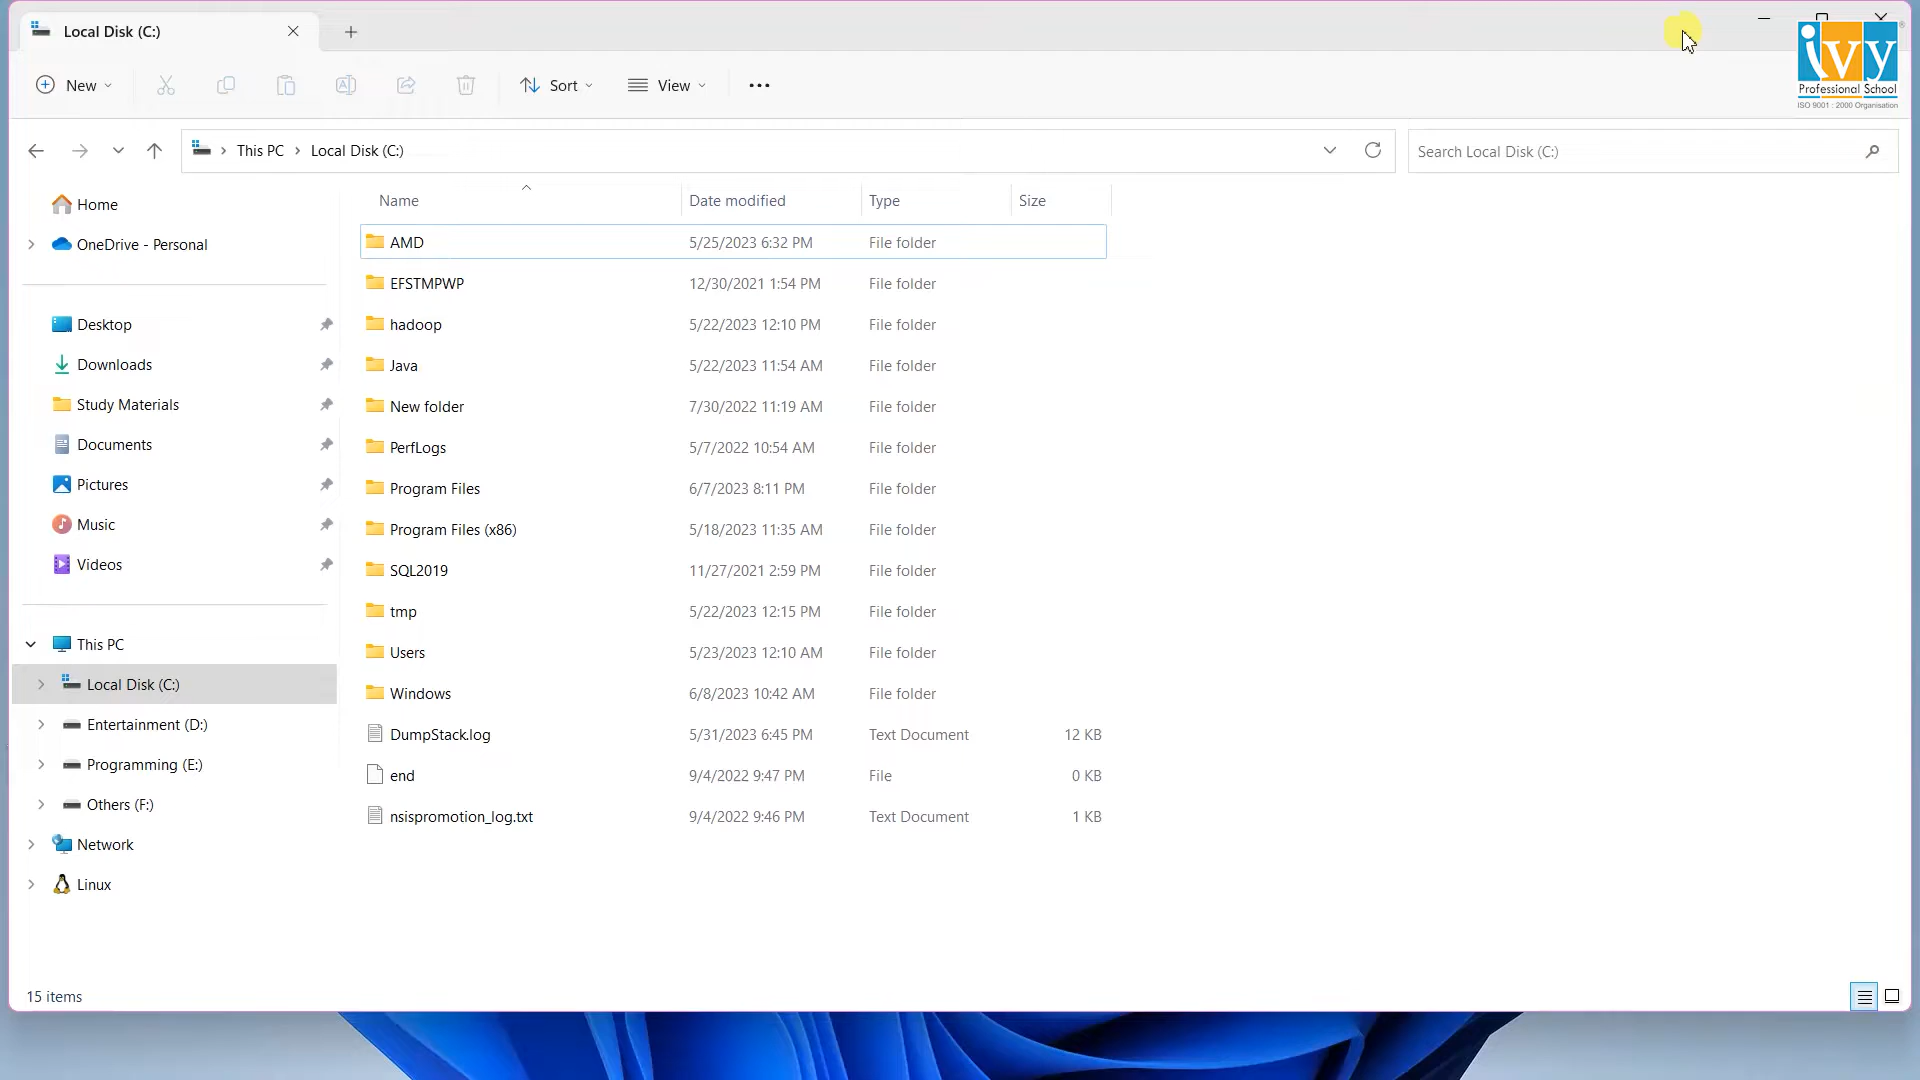 Local Disk (C:)
ivy
Professional School
ISO 9001 : 2000 Organisation
New
Sort
View
This PC > Local Disk (C:)
Search Local Disk (C:)
Home
OneDrive - Personal
Desktop
Downloads
Study Materials
Documents
Pictures
Music
Videos
This PC
Local Disk (C:)
Entertainment (D:)
Programming (E:)
Others (F:)
Network
Linux
Name Date modified Type Size
AMD 5/25/2023 6:32 PM File folder
EFSTMPWP 12/30/2021 1:54 PM File folder
hadoop 5/22/2023 12:10 PM File folder
Java 5/22/2023 11:54 AM File folder
New folder 7/30/2022 11:19 AM File folder
PerfLogs 5/7/2022 10:54 AM File folder
Program Files 6/7/2023 8:11 PM File folder
Program Files (x86) 5/18/2023 11:35 AM File folder
SQL2019 11/27/2021 2:59 PM File folder
tmp 5/22/2023 12:15 PM File folder
Users 5/23/2023 12:10 AM File folder
Windows 6/8/2023 10:42 AM File folder
DumpStack.log 5/31/2023 6:45 PM Text Document 12 KB
end 9/4/2022 9:47 PM File 0 KB
nsispromotion_log.txt 9/4/2022 9:46 PM Text Document 1 KB
15 items